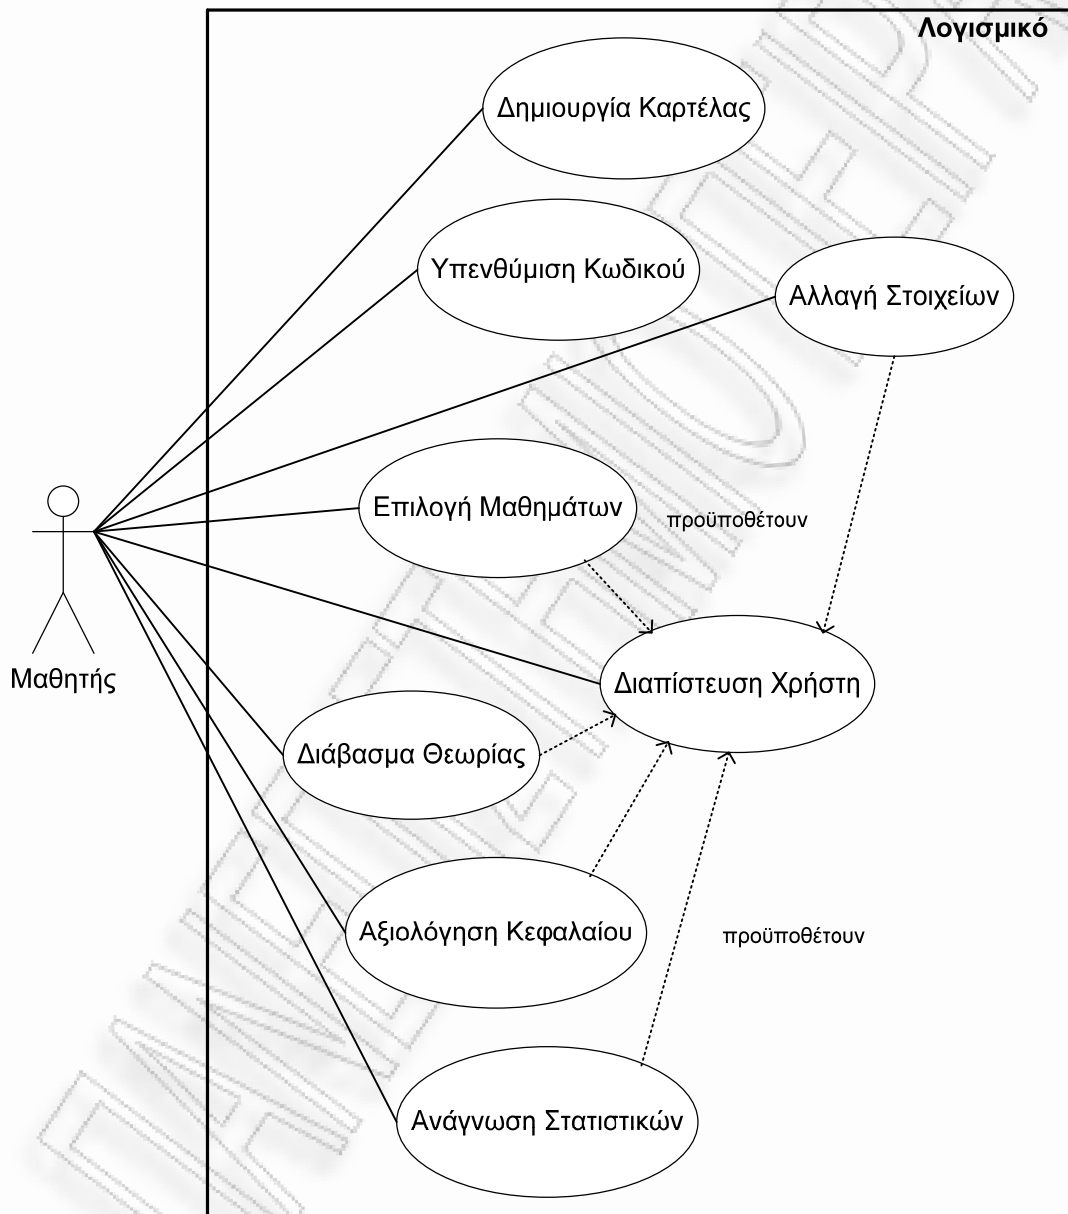 Λογισμικό
Δημιουργία Καρτέλας
Υπενθύμιση Κωδικού
Αλλαγή Στοιχείων
Επιλογή Μαθημάτων
προϋποθέτουν
Μαθητής
Διαπίστευση Χρήστη
Διάβασμα Θεωρίας
Αξιολόγηση Κεφαλαίου
προϋποθέτουν
Ανάγνωση Στατιστικών